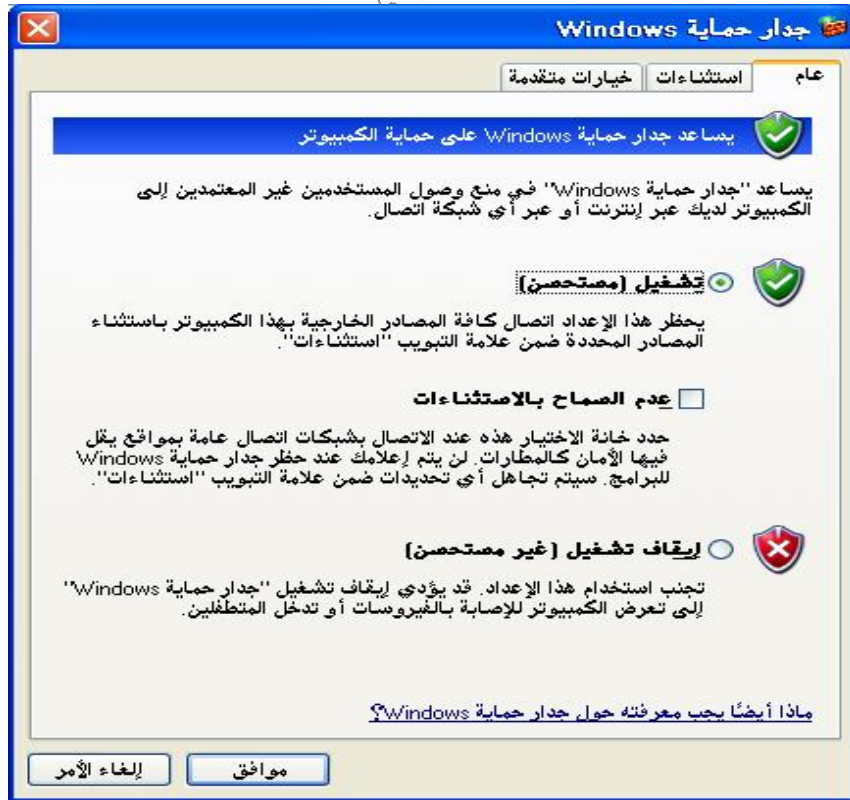 جدار حماية Windows
عام
استثناءات
خيارات متقدمة
يساعد جدار حماية Windows على حماية الكمبيوتر
يساعد "جدار حماية Windows" في منع وصول المستخدمين غير المعتمدين إلى
الكمبيوتر لديك عبر إنترنت أو عبر أي شبكة اتصال.
تشغيل (مستحسن)
يحظر هذا الإعداد اتصال كافة المصادر الخارجية بهذا الكمبيوتر باستثناء
المصادر المحددة ضمن علامة التبويب "استثناءات".
عدم السماح بالاستثناءات
حدد خانة الاختيار هذه عند الاتصال بشبكات اتصال عامة بمواقع يقل
فيها الأمان كالمطارات. لن يتم إعلامك عند حظر جدار حماية Windows
للبرامج. سيتم تجاهل أي تحديدات ضمن علامة التبويب "استثناءات".
إيقاف تشغيل (غير مستحسن)
تجنب استخدام هذا الإعداد. قد يؤدي إيقاف تشغيل "جدار حماية Windows"
إلى تعرض الكمبيوتر للإصابة بالفيروسات أو تدخل المتطفلين.
ماذا أيضًا يجب معرفته حول جدار حماية Windows؟
موافق
إلغاء الأمر